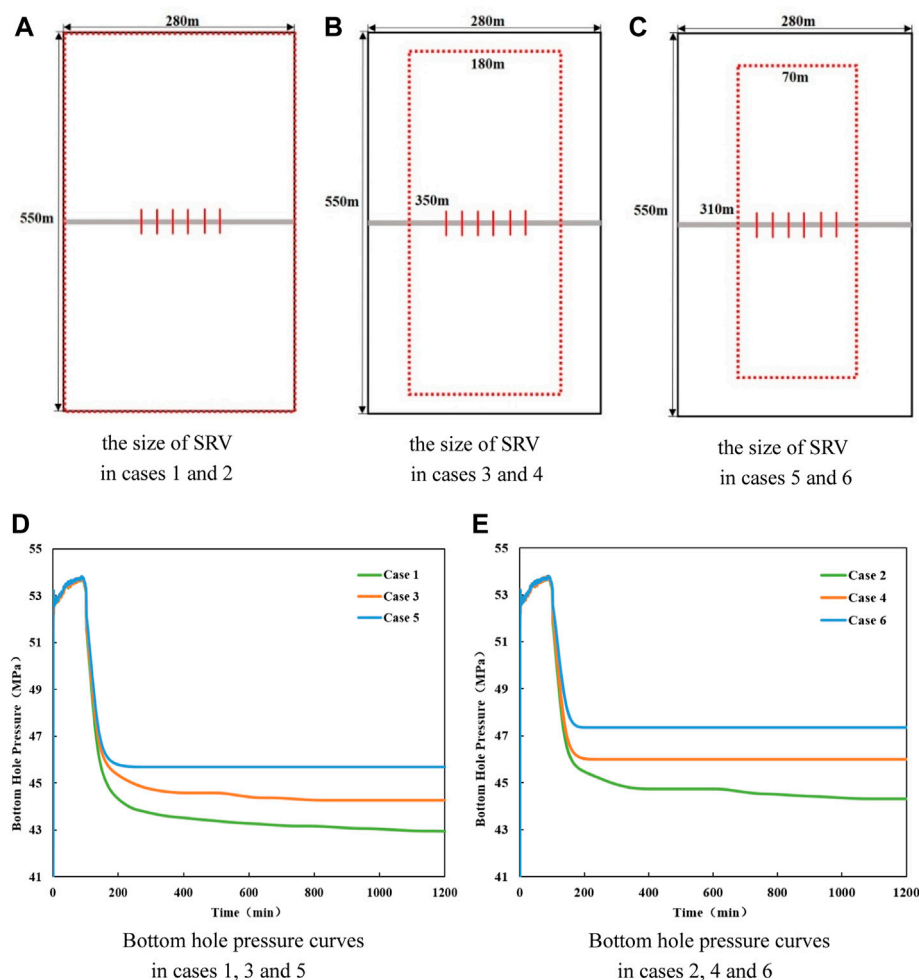 A
280m
550m
the size of SRV
in cases 1 and 2
B
280m
180m
550m
350m
the size of SRV
in cases 3 and 4
C
280m
70m
550m
310m
the size of SRV
in cases 5 and 6
D
55
53
51
49
47
45
43
41
Bottom Hole Pressure（MPa）
Case 1
Case 3
Case 5
0
200
400
600
800
1000
1200
Time（min）
Bottom hole pressure curves
in cases 1, 3 and 5
E
55
53
51
49
47
45
43
41
Bottom Hole Pressure（MPa）
Case 2
Case 4
Case 6
0
200
400
600
800
1000
1200
Time（min）
Bottom hole pressure curves
in cases 2, 4 and 6